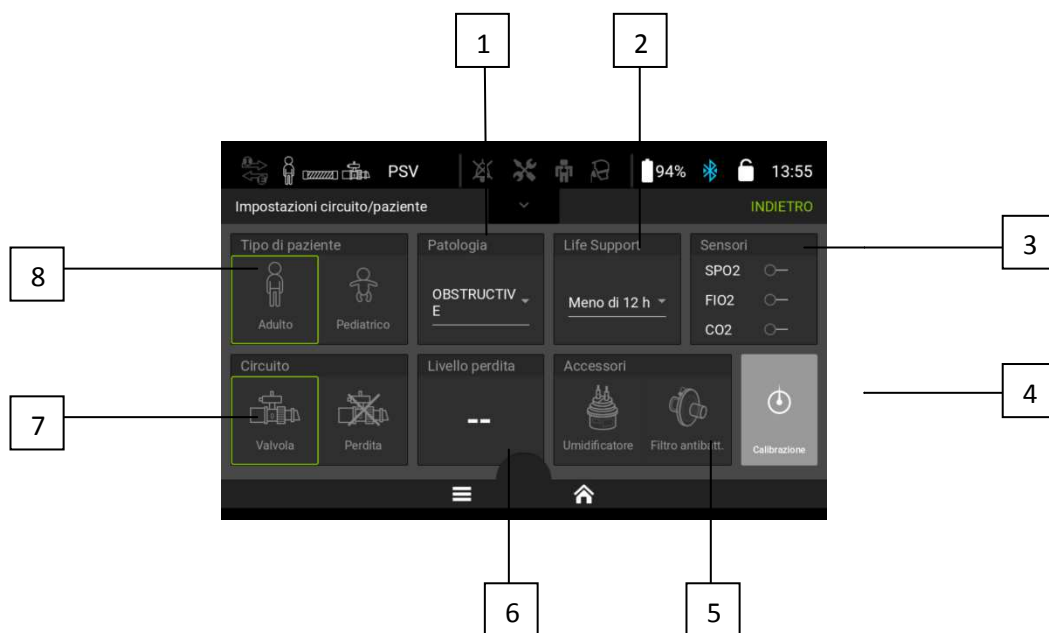 1
2
PSV
94%
13:55
Impostazioni circuito/paziente
INDIETRO
Tipo di paziente
Patologia
Life Support
Sensori
3
8
SPO2
OBSTRUCTIV
E
Meno di 12 h
FIO2
Adulto
Pediatrico
CO2
Circuito
Livello perdita
Accessori
4
7
--
Valvola
Perdita
Umidificatore
Filtro antibatt.
Calibrazione
6
5